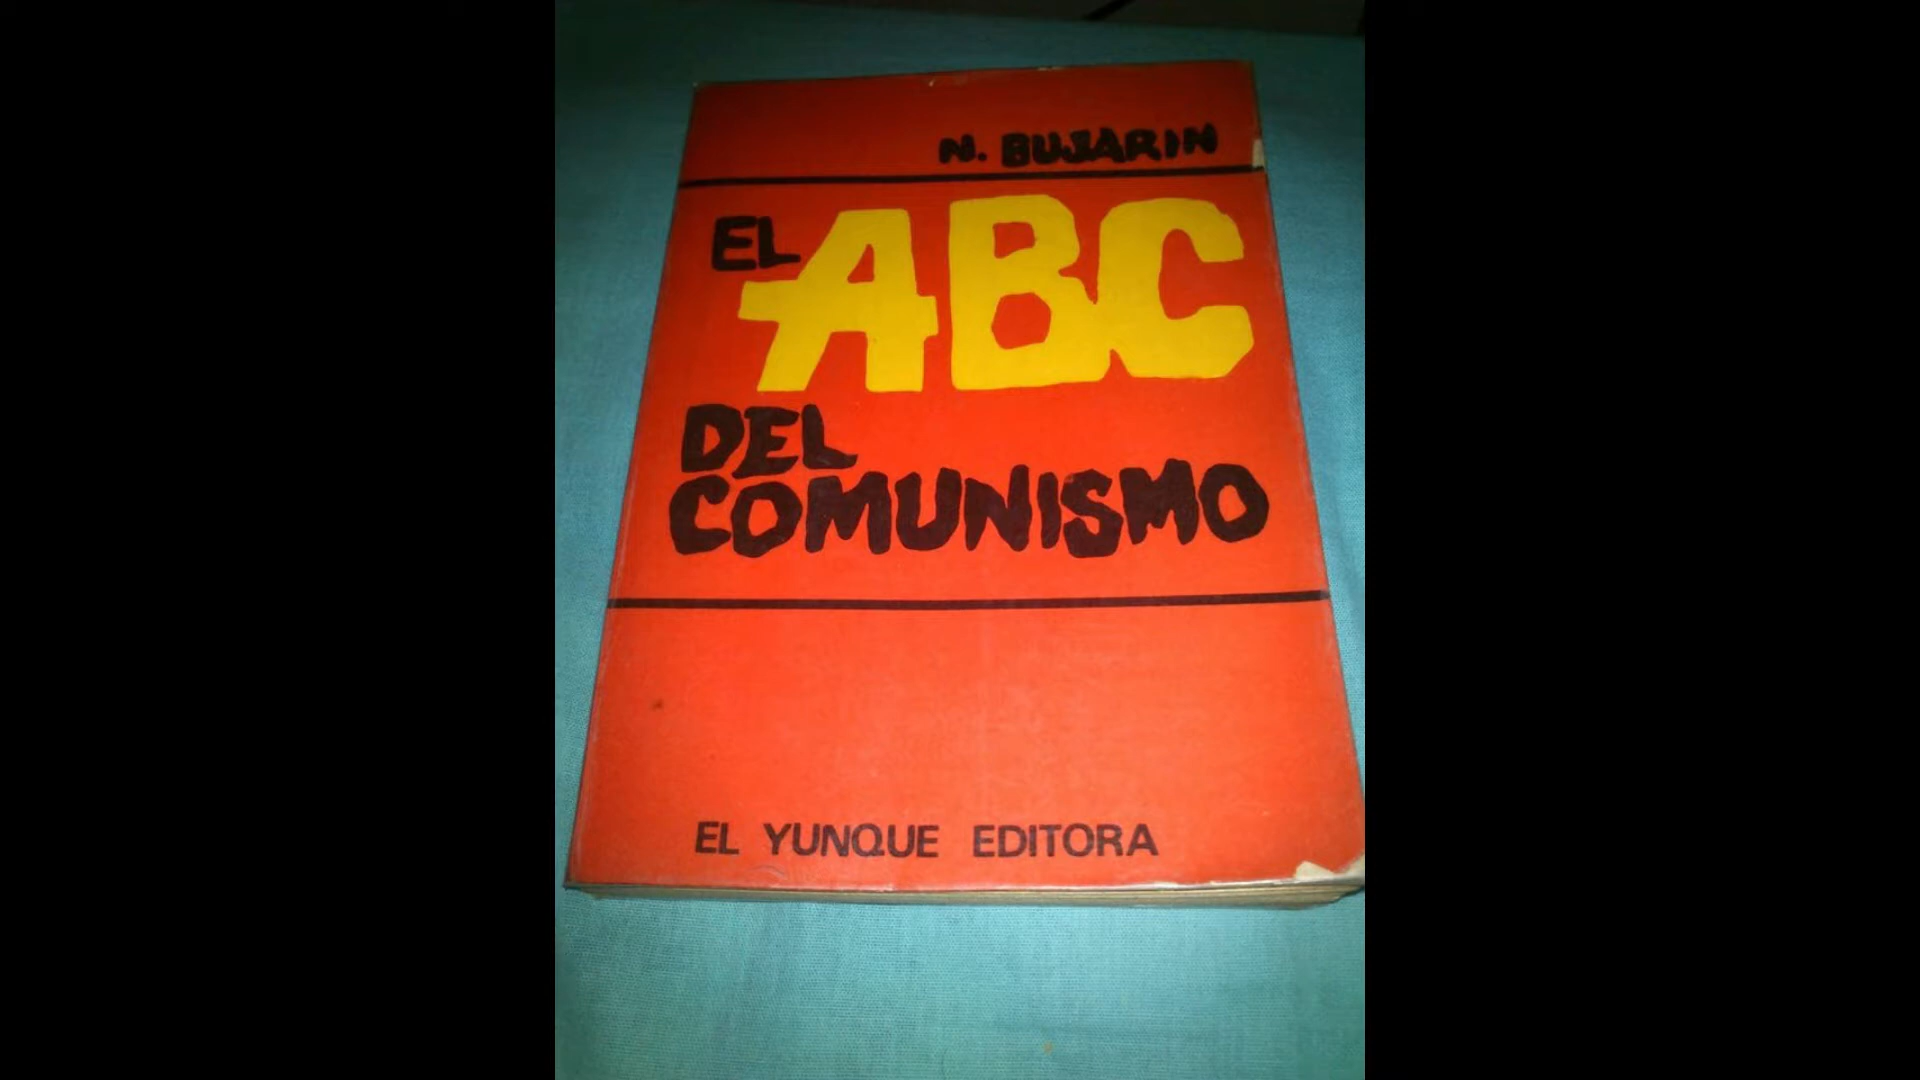 N. BUJARIN
EL ABC
DEL
COMUNISMO
EL YUNQUE EDITORA